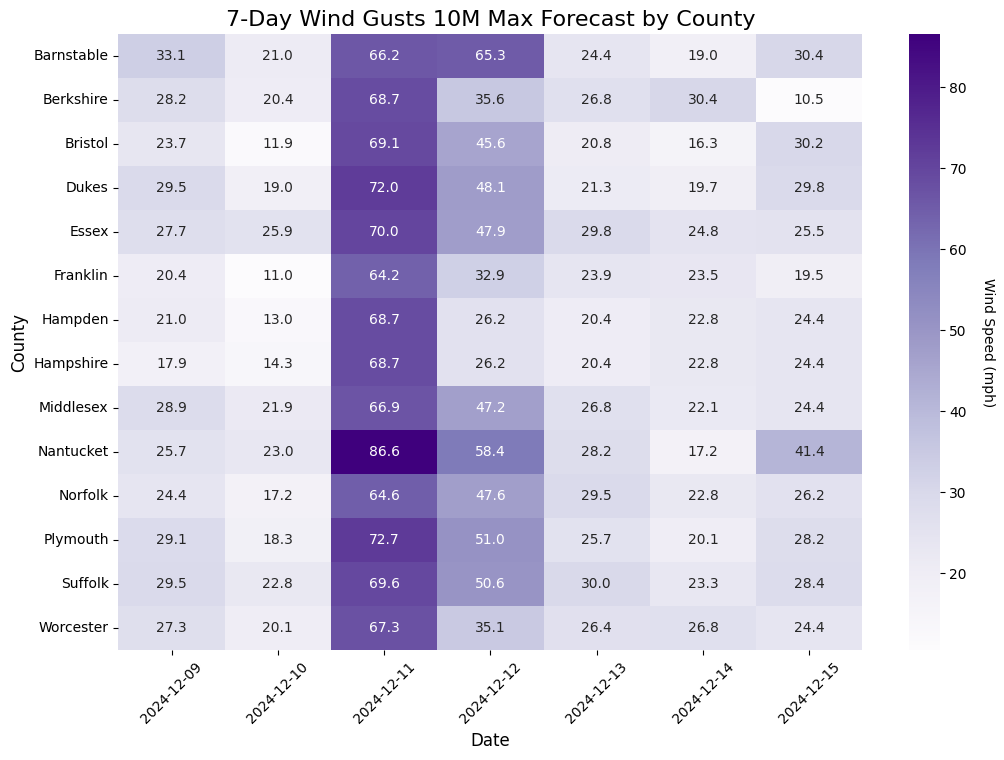 7-Day Wind Gusts 10M Max Forecast by County
County
Barnstable 33.1 21.0 66.2 65.3 24.4 19.0 30.4
Berkshire 28.2 20.4 68.7 35.6 26.8 30.4 10.5
Bristol 23.7 11.9 69.1 45.6 20.8 16.3 30.2
Dukes 29.5 19.0 72.0 48.1 21.3 19.7 29.8
Essex 27.7 25.9 70.0 47.9 29.8 24.8 25.5
Franklin 20.4 11.0 64.2 32.9 23.9 23.5 19.5
Hampden 21.0 13.0 68.7 26.2 20.4 22.8 24.4
Hampshire 17.9 14.3 68.7 26.2 20.4 22.8 24.4
Middlesex 28.9 21.9 66.9 47.2 26.8 22.1 24.4
Nantucket 25.7 23.0 86.6 58.4 28.2 17.2 41.4
Norfolk 24.4 17.2 64.6 47.6 29.5 22.8 26.2
Plymouth 29.1 18.3 72.7 51.0 25.7 20.1 28.2
Suffolk 29.5 22.8 69.6 50.6 30.0 23.3 28.4
Worcester 27.3 20.1 67.3 35.1 26.4 26.8 24.4
2024-12-09 2024-12-10 2024-12-11 2024-12-12 2024-12-13 2024-12-14 2024-12-15
Date
80
70
60
50
40
30
20
Wind Speed (mph)